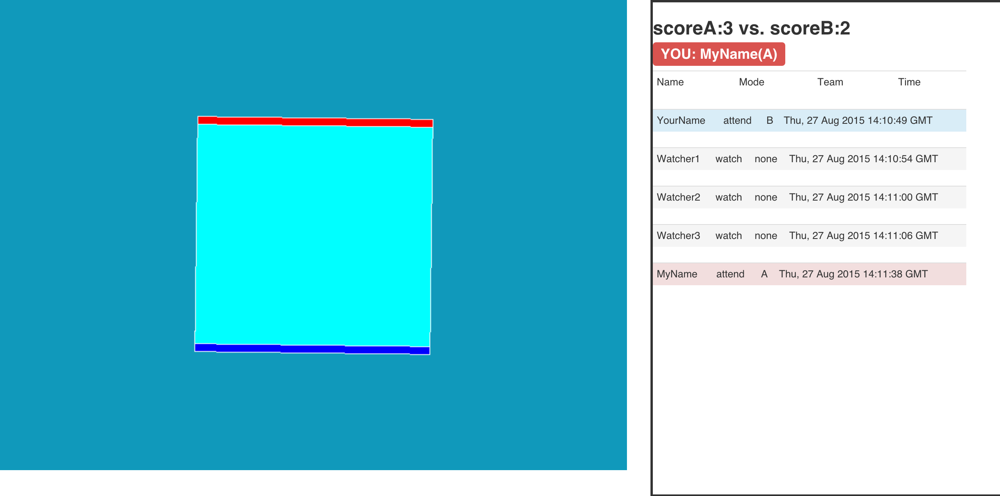 scoreA:3 vs. scoreB:2
YOU: MyName(A)
Name Mode Team Time
YourName attend B Thu, 27 Aug 2015 14:10:49 GMT
Watcher1 watch none Thu, 27 Aug 2015 14:10:54 GMT
Watcher2 watch none Thu, 27 Aug 2015 14:11:00 GMT
Watcher3 watch none Thu, 27 Aug 2015 14:11:06 GMT
MyName attend A Thu, 27 Aug 2015 14:11:38 GMT